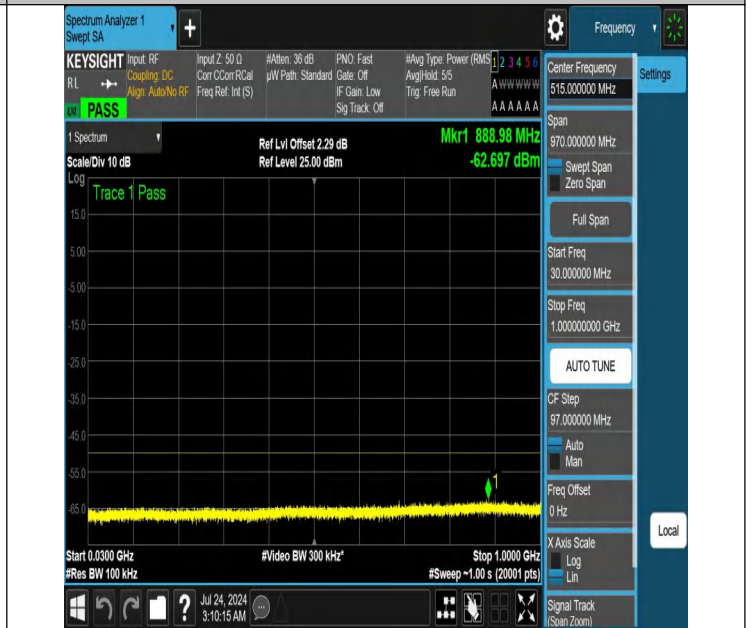 Spectrum Analyzer 1
Swept SA
+
Frequency
KEYSIGHT
RL
PASS
Input: RF
Coupling: DC
Align: Auto/No RF
Input Z: 50 Ω
Corr CCorr RCal
Freq Ref: Int (S)
#Atten: 36 dB
µW Path: Standard
PNO: Fast
Gate: Off
IF Gain: Low
Sig Track: Off
#Avg Type: Power (RMS
Avg|Hold: 5/5
Trig: Free Run
1 2 3 4 5 6
A W W W W W
A A A A A A
1 Spectrum
Scale/Div 10 dB
Ref Lvl Offset 2.29 dB
Ref Level 25.00 dBm
Mkr1 888.98 MHz
-62.697 dBm
Log
Trace 1 Pass
15.0
5.00
-5.00
-15.0
-25.0
-35.0
-45.0
-55.0
-65.0
1
Start 0.0300 GHz
#Res BW 100 kHz
#Video BW 300 kHz*
Stop 1.0000 GHz
#Sweep ~1.00 s (20001 pts)
Center Frequency
515.000000 MHz
Settings
Span
970.000000 MHz
Swept Span
Zero Span
Full Span
Start Freq
30.000000 MHz
Stop Freq
1.000000000 GHz
AUTO TUNE
CF Step
97.000000 MHz
Auto
Man
Freq Offset
0 Hz
X Axis Scale
Log
Lin
Local
Signal Track
(Span Zoom)
?
Jul 24, 2024
3:10:15 AM